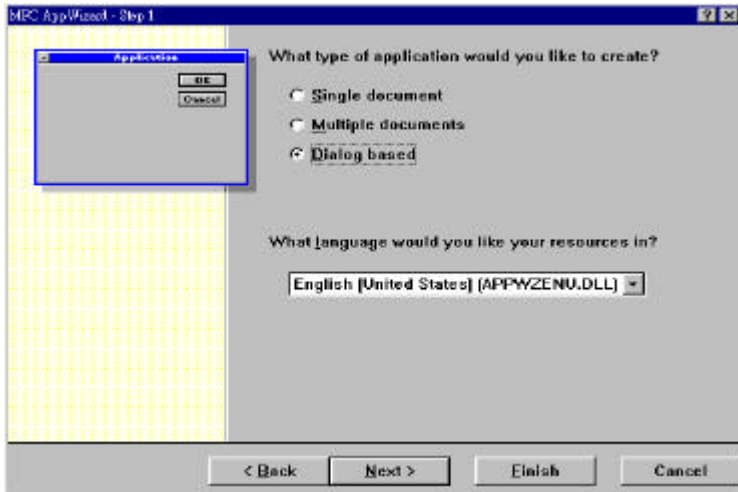 MFC AppWizard - Step 1
Application
OK
Cancel
What type of application would you like to create?
Single document
Multiple documents
Dialog based
What language would you like your resources in?
English [United States] (APPWZENU.DLL)
< Back
Next >
Finish
Cancel